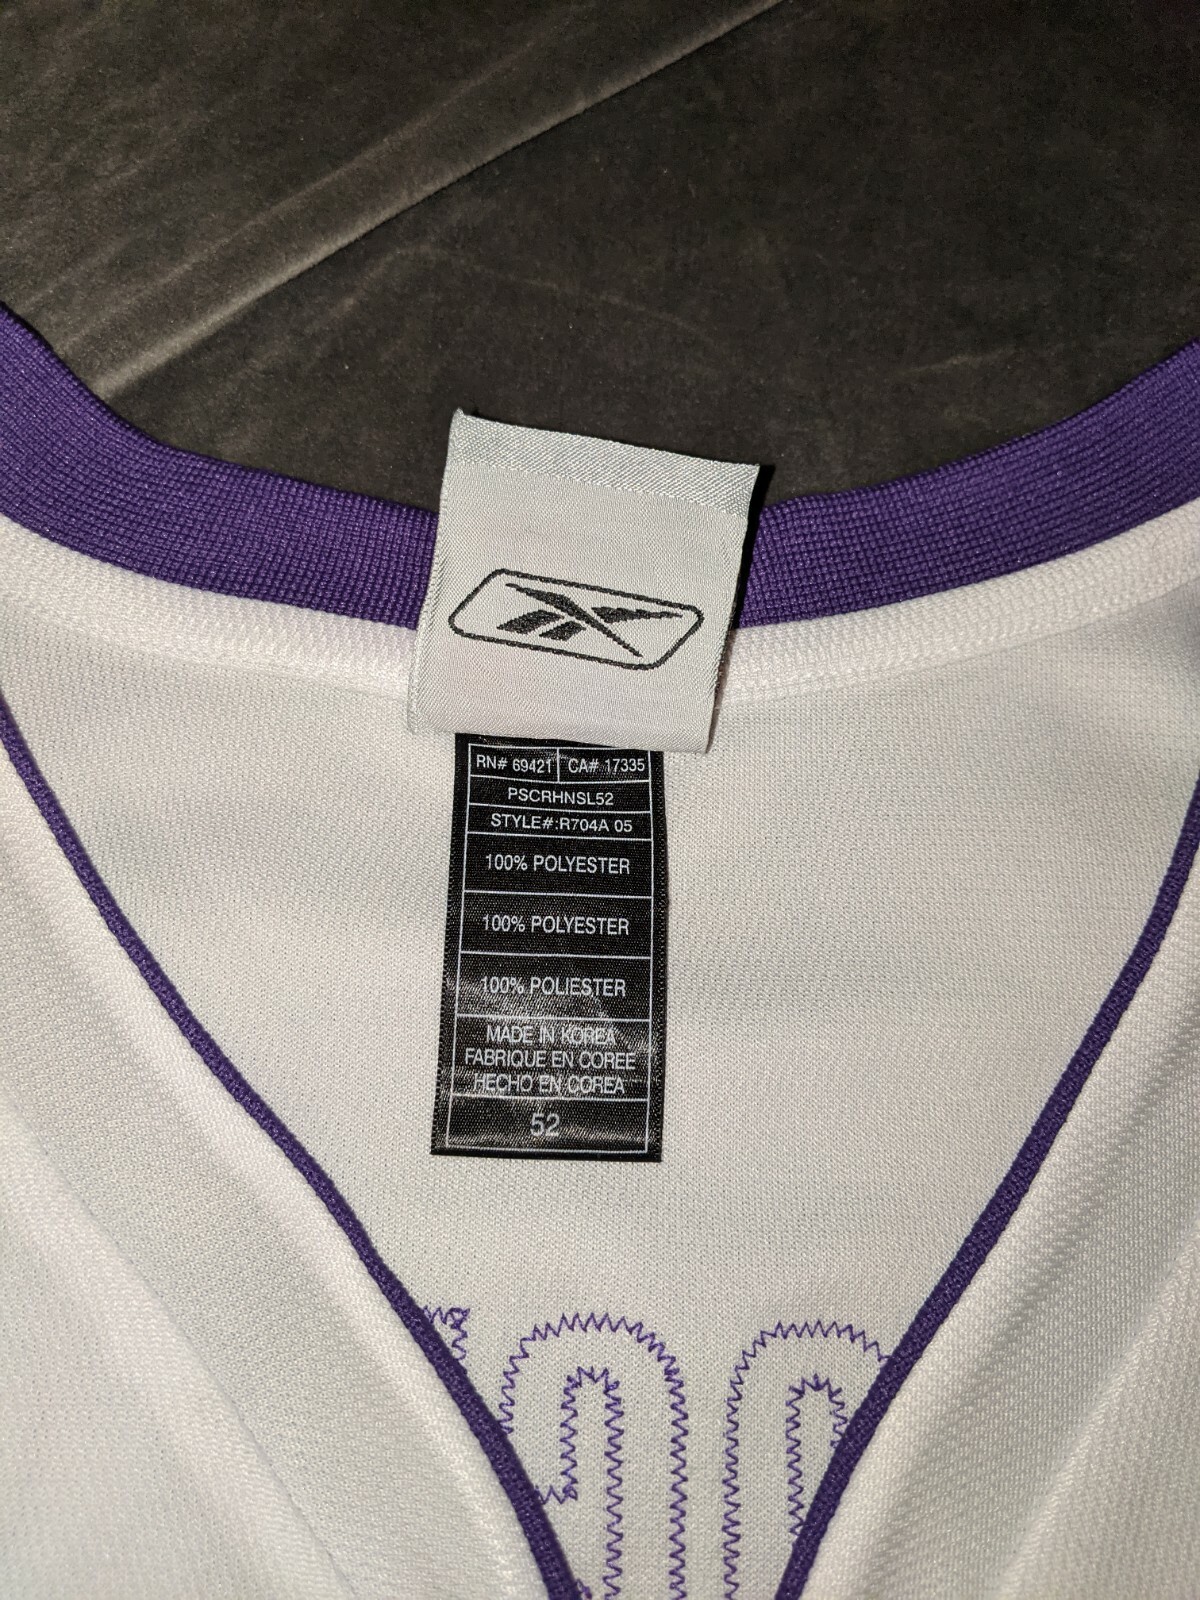 RN# 69421 CA# 17335
PSCRHNSL52
STYLE#:R704A 05
100% POLYESTER
100% POLYESTER
100% POLIESTER
MADE IN KOREA
FABRIQUE EN COREE
HECHO EN COREA
52